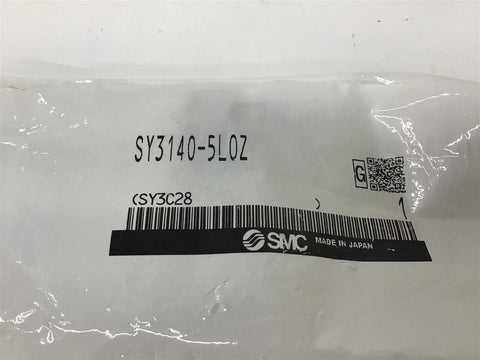 SY3140-5LOZ
G
(SY3C28 ) 1
SMC MADE IN JAPAN